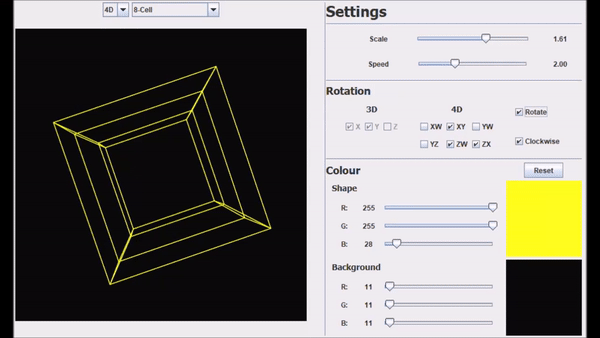 4D 8-Cell
Settings
Scale 1.61
Speed 2.00
Rotation
3D 4D
X Y Z XW XY YW Rotate
YZ ZW ZX Clockwise
Colour Reset
Shape
R: 255
G: 255
B: 28
Background
R: 11
G: 11
B: 11